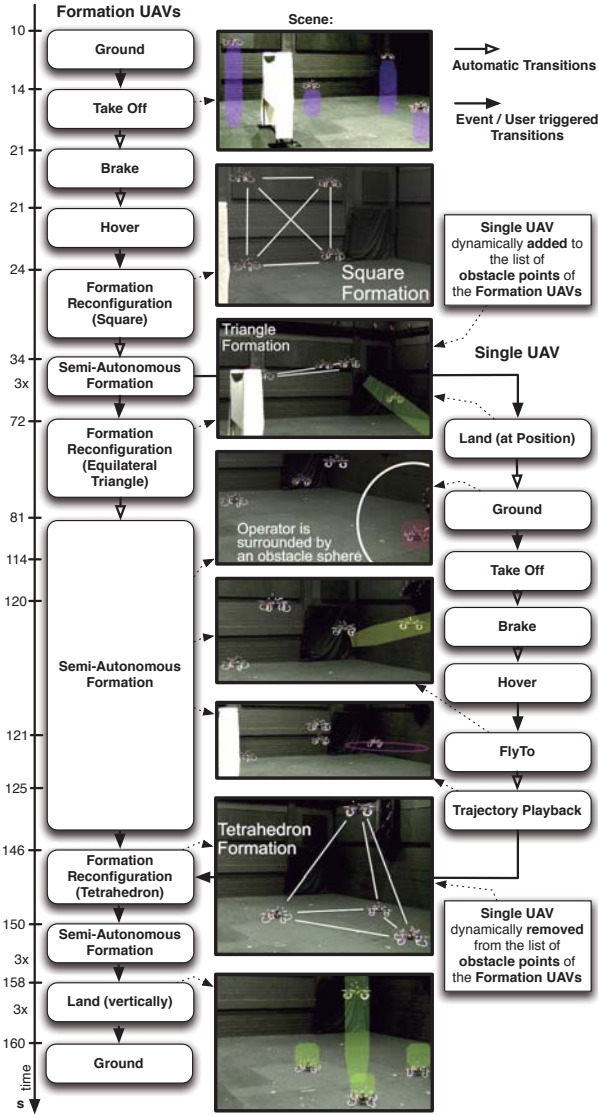 Formation UAVs
Scene:
10
Ground
Automatic Transitions
14
Take Off
Event / User triggered
Transitions
21
Brake
21
Hover
Single UAV
dynamically added to
the list of
obstacle points of
the Formation UAVs
24
Formation
Reconfiguration
(Square)
Square
Formation
Triangle
Formation
Single UAV
34
3x
Semi-Autonomous
Formation
72
Formation
Reconfiguration
(Equilateral
Triangle)
Land (at Position)
Ground
81
Operator is
surrounded by
an obstacle sphere
114
Take Off
120
Brake
Semi-Autonomous
Formation
Hover
121
FlyTo
125
Trajectory Playback
Tetrahedron
Formation
146
Formation
Reconfiguration
(Tetrahedron)
Single UAV
dynamically removed
from the list of
obstacle points of
the Formation UAVs
150
3x
Semi-Autonomous
Formation
158
3x
Land (vertically)
160
Ground
time
s